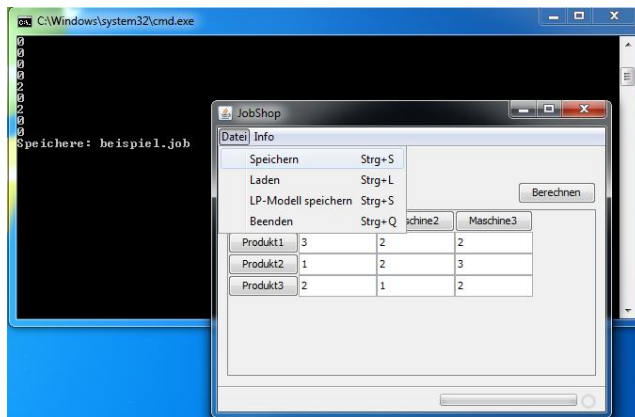 C:\Windows\system32\cmd.exe
0
0
0
0
2
0
2
0
0
Speichere: beispiel.job
JobShop
Datei Info
Speichern Strg+S
Laden Strg+L
LP-Modell speichern Strg+S
Beenden Strg+Q
Berechnen
Maschine3
Produkt1 3 2 2
Produkt2 1 2 3
Produkt3 2 1 2